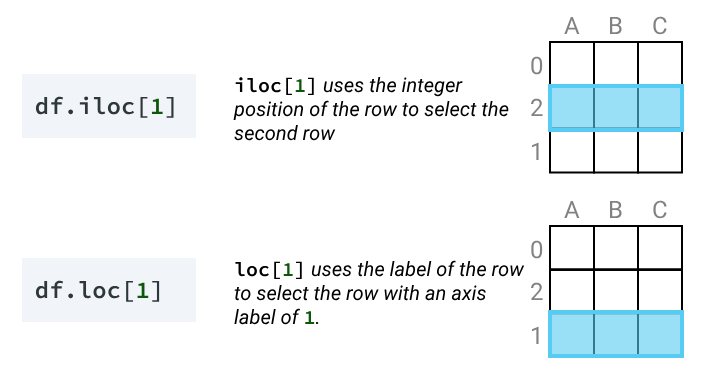 A B C
df.iloc[1]
iloc[1] uses the integer
position of the row to select the
second row
0
2
1
A B C
df.loc[1]
loc[1] uses the label of the row
to select the row with an axis
label of 1.
0
2
1